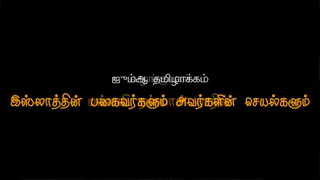 ஜும்ஆ தமிழாக்கம்
இஸ்லாத்தின் பகைவர்களும் அவர்களின் செயல்களும்